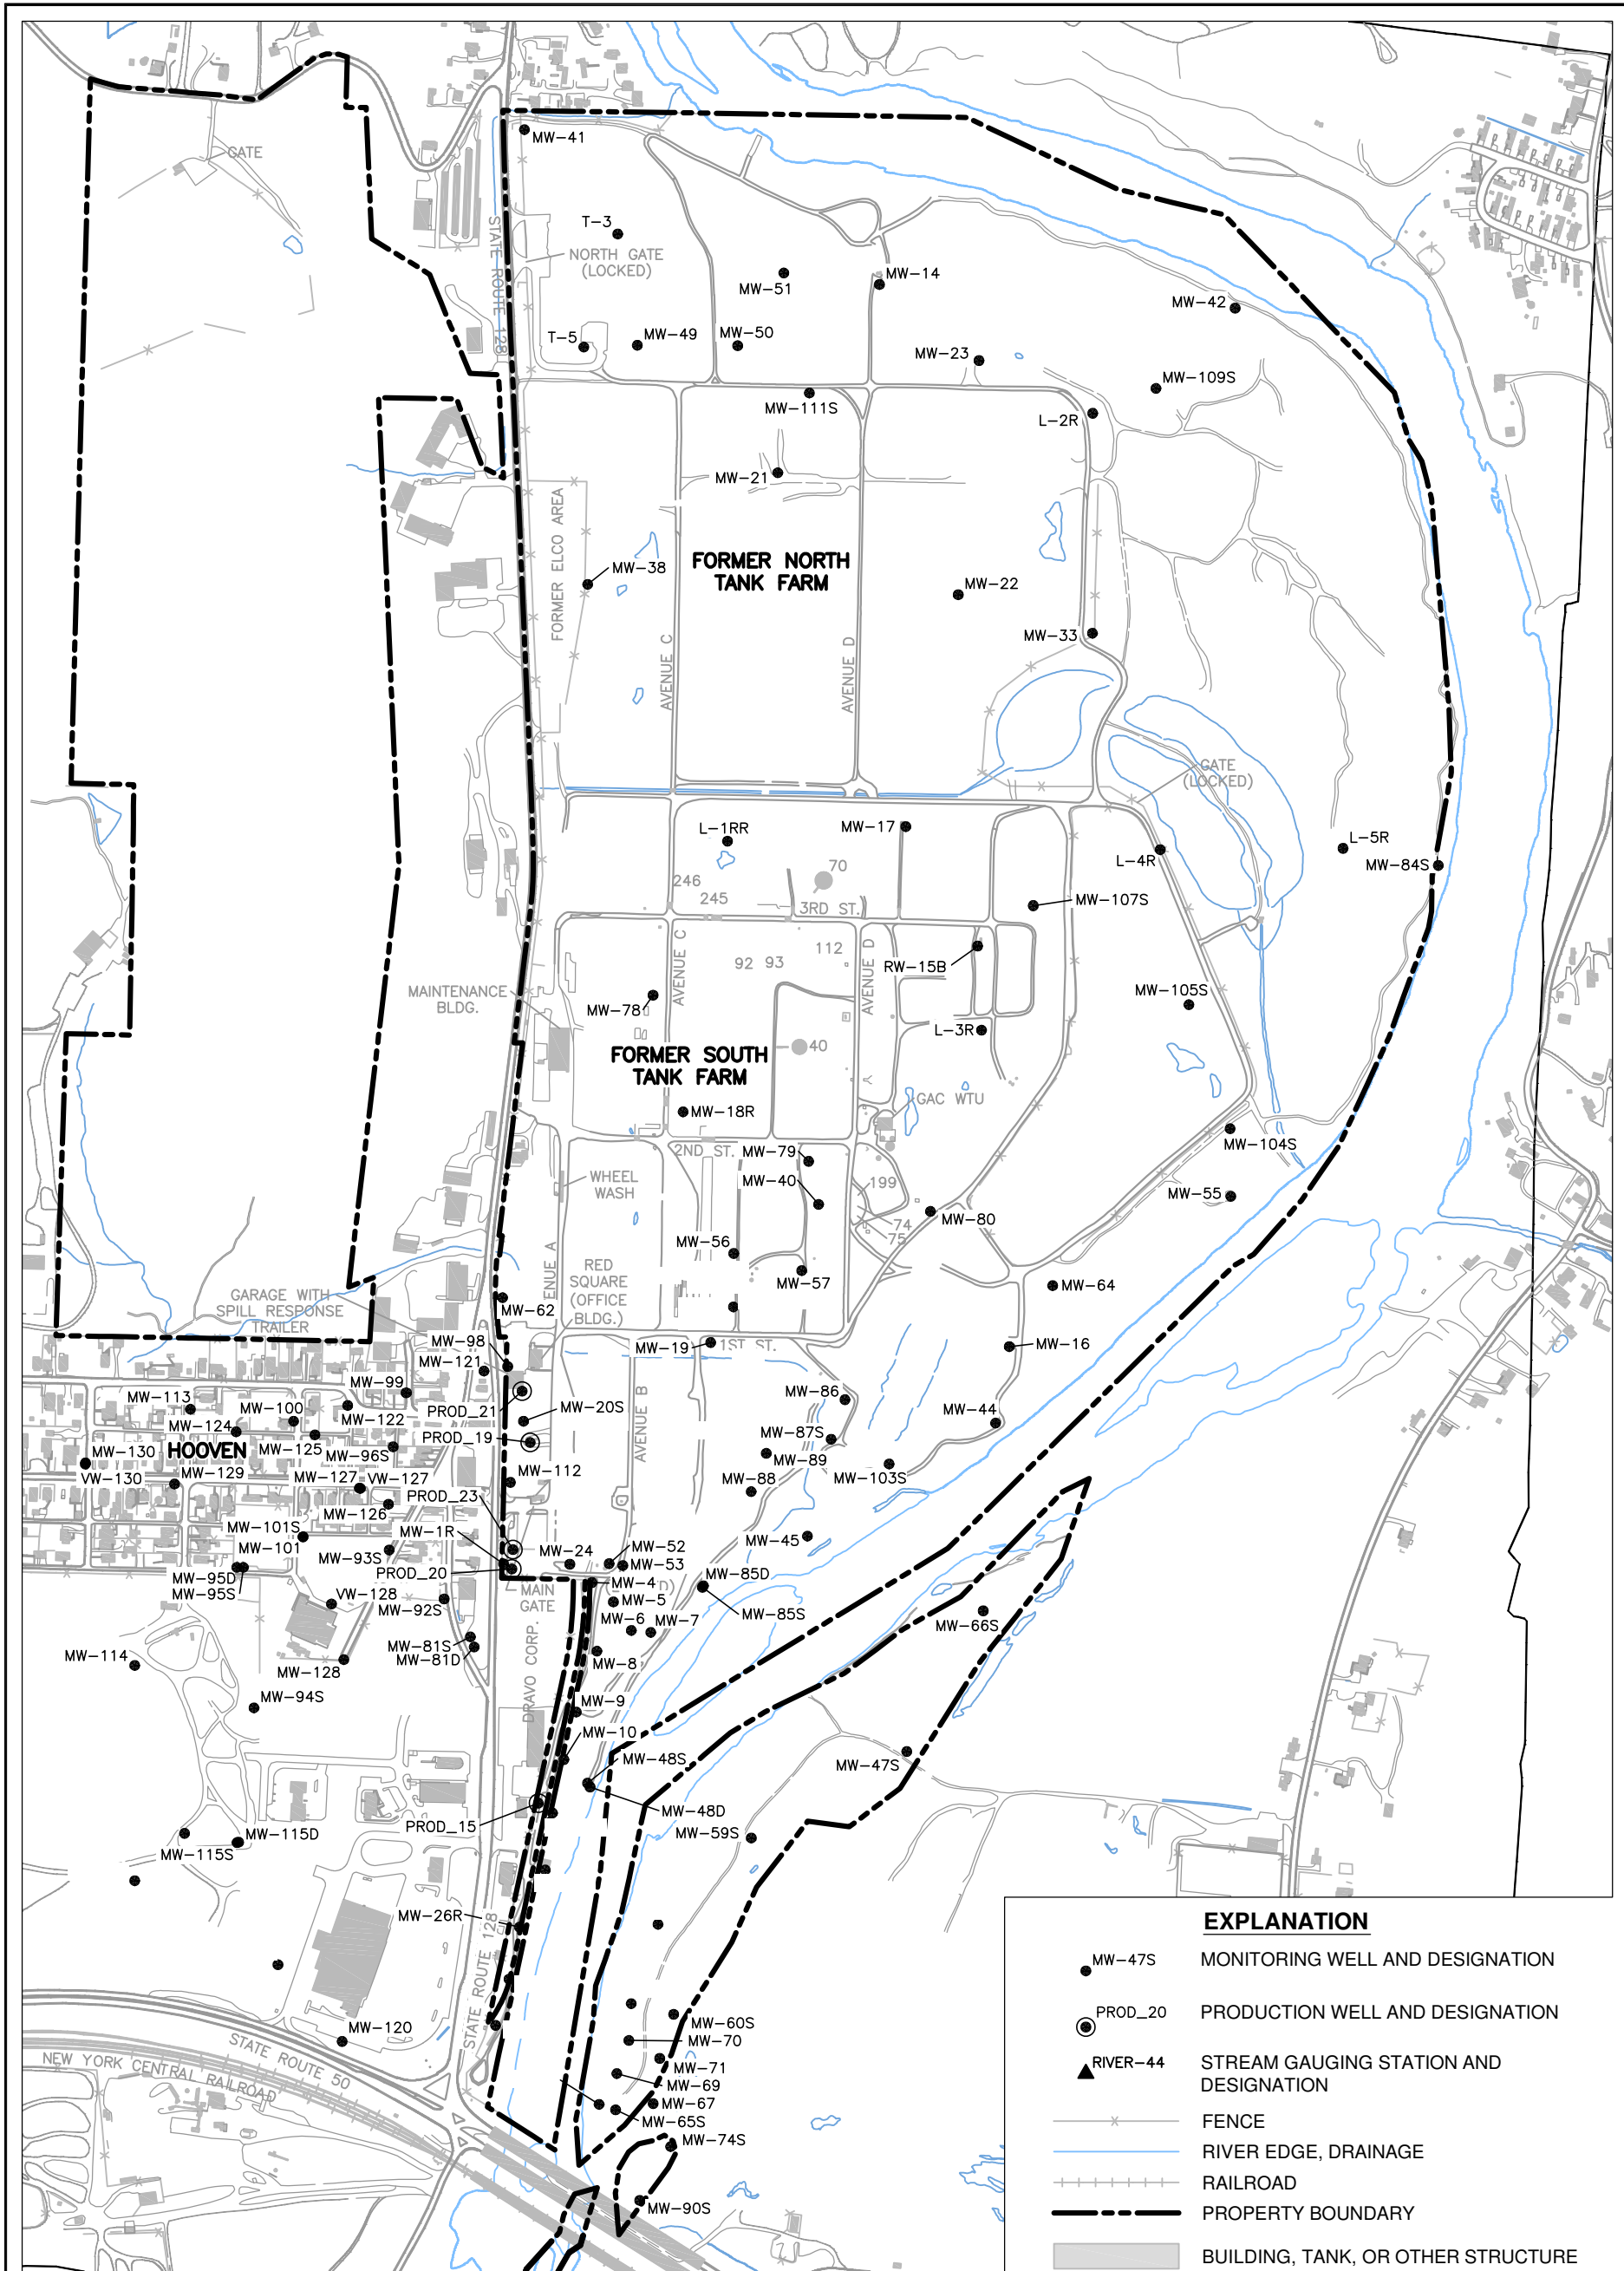 MW-41
GATE
T-3
NORTH GATE
(LOCKED)
STATE ROUTE 128
MW-51
MW-14
MW-42
T-5
MW-49
MW-50
MW-23
MW-109S
MW-111S
L-2R
MW-21
FORMER ELCO AREA
MW-38
FORMER NORTH
TANK FARM
MW-22
MW-33
AVENUE C
AVENUE D
GATE
(LOCKED)
L-1RR
MW-17
L-5R
L-4R
MW-84S
70
246
245
3RD ST.
MW-107S
112
92 93
AVENUE C
AVENUE D
RW-15B
MAINTENANCE
BLDG.
MW-78
MW-105S
L-3R
40
FORMER SOUTH
TANK FARM
MW-18R
GAC WTU
2ND ST.
MW-79
MW-104S
WHEEL
WASH
MW-40
199
MW-55
74
75
MW-80
MW-56
RED
SQUARE
(OFFICE
BLDG.)
ENUE A
MW-57
MW-64
GARAGE WITH
SPILL RESPONSE
TRAILER
MW-62
MW-98
MW-19
1ST ST.
MW-16
MW-121
MW-99
MW-113
MW-100
MW-122
PROD_21
MW-20S
MW-86
MW-44
MW-124
HOOVEN
MW-125
MW-96S
PROD_19
AVENUE B
MW-87S
MW-130
VW-130
MW-129
MW-127
VW-127
MW-112
MW-89
MW-103S
MW-88
MW-126
PROD_23
MW-101S
MW-101
MW-1R
MW-45
MW-93S
MW-24
MW-52
MW-53
MW-95D
MW-95S
PROD_20
MW-85D
MW-4
MAIN
GATE
MW-5
MW-85S
VW-128
MW-92S
MW-6
MW-7
MW-66S
MW-81S
MW-81D
DRAVO CORP.
MW-114
MW-128
MW-8
MW-94S
MW-9
MW-10
MW-48S
MW-47S
MW-48D
PROD_15
MW-59S
MW-115D
MW-115S
MW-26R
STATE ROUTE 128
MW-60S
MW-120
MW-70
STATE ROUTE 50
NEW YORK CENTRAL RAILROAD
MW-71
MW-69
MW-67
MW-65S
MW-74S
MW-90S
EXPLANATION
MW-47S MONITORING WELL AND DESIGNATION
PROD_20 PRODUCTION WELL AND DESIGNATION
RIVER-44 STREAM GAUGING STATION AND
DESIGNATION
FENCE
RIVER EDGE, DRAINAGE
RAILROAD
PROPERTY BOUNDARY
BUILDING, TANK, OR OTHER STRUCTURE